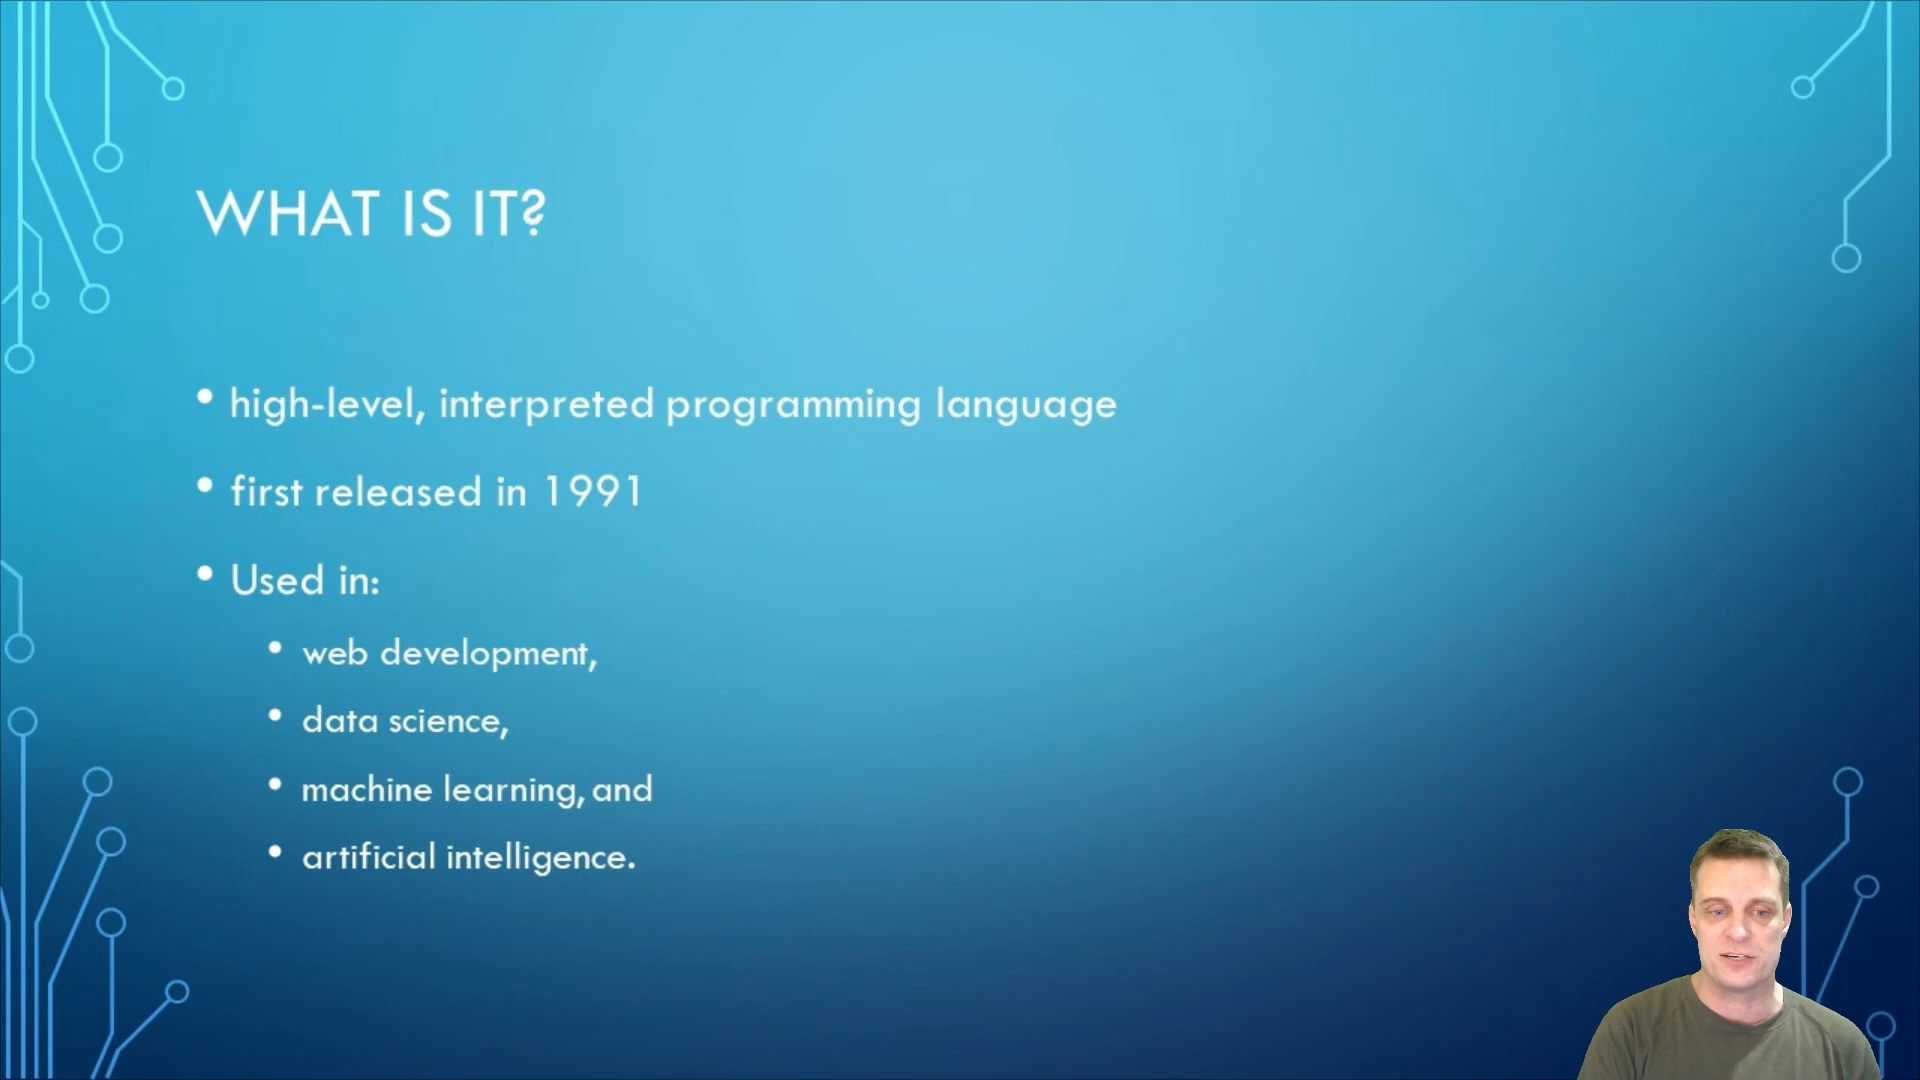 WHAT IS IT?
• high-level, interpreted programming language
• first released in 1991
• Used in:
• web development,
• data science,
• machine learning, and
• artificial intelligence.